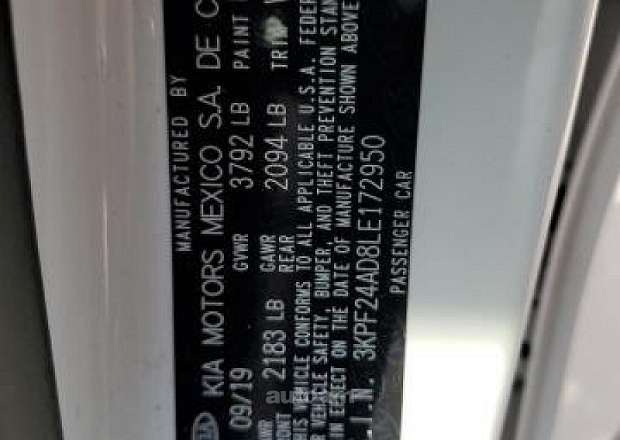 MANUFACTURED BY
KIA MOTORS MEXICO S.A. DE C
09/19 GVWR 3792 LB PAINT
2183 LB GAWR REAR 2094 LB TRIM
THIS VEHICLE CONFORMS TO ALL APPLICABLE U.S.A. FEDER
VEHICLE SAFETY, BUMPER, AND THEFT PREVENTION STAN
IN EFFECT ON THE DATE OF MANUFACTURE SHOWN ABOVE
.I.N. 3KPF24AD8LE172950
PASSENGER CAR